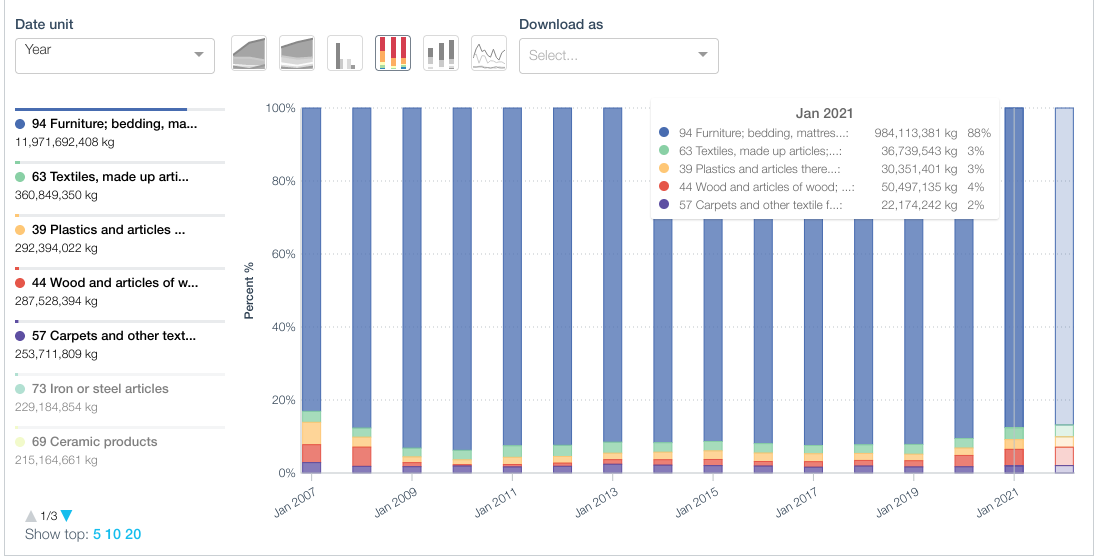 Date unit
Download as
Year
Select...
94 Furniture; bedding, ma...
11,971,692,408 kg
63 Textiles, made up arti...
360,849,350 kg
39 Plastics and articles ...
292,394,022 kg
44 Wood and articles of w...
287,528,394 kg
57 Carpets and other text...
253,711,809 kg
73 Iron or steel articles
229,184,854 kg
69 Ceramic products
215,164,661 kg
1/3
Show top: 5 10 20
Percent %
100%
80%
60%
40%
20%
0%
Jan 2021
94 Furniture; bedding, mattres...: 984,113,381 kg 88%
63 Textiles, made up articles;...: 36,739,543 kg 3%
39 Plastics and articles there...: 30,351,401 kg 3%
44 Wood and articles of wood; ...: 50,497,135 kg 4%
57 Carpets and other textile f...: 22,174,242 kg 2%
Jan 2007
Jan 2009
Jan 2011
Jan 2013
Jan 2015
Jan 2017
Jan 2019
Jan 2021